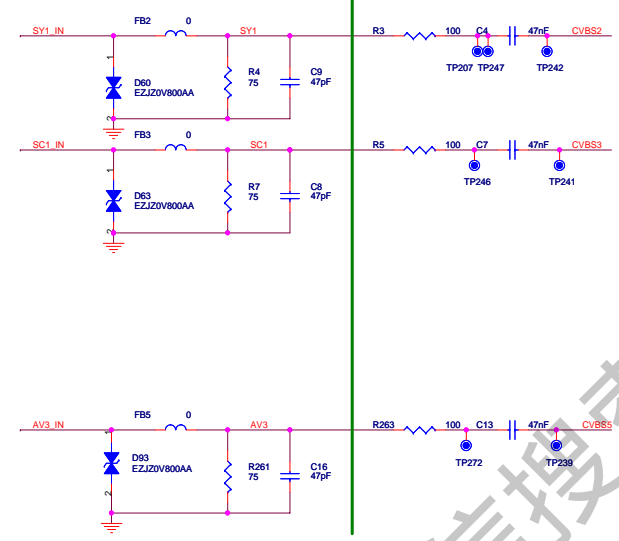 FB2 0
SY1_IN SY1 R3 100 C4 47nF CVBS2
1
D60 R4 C9 TP207 TP247 TP242
EZJZ0V800AA 75 47pF
2
FB3 0
SC1_IN SC1 R5 100 C7 47nF CVBS3
1
D63 R7 C8 TP246 TP241
EZJZ0V800AA 75 47pF
2
FB5 0
AV3_IN AV3 R263 100 C13 47nF CVBS5
1
D93 R261 C16 TP272 TP239
EZJZ0V800AA 75 47pF
2
信搜